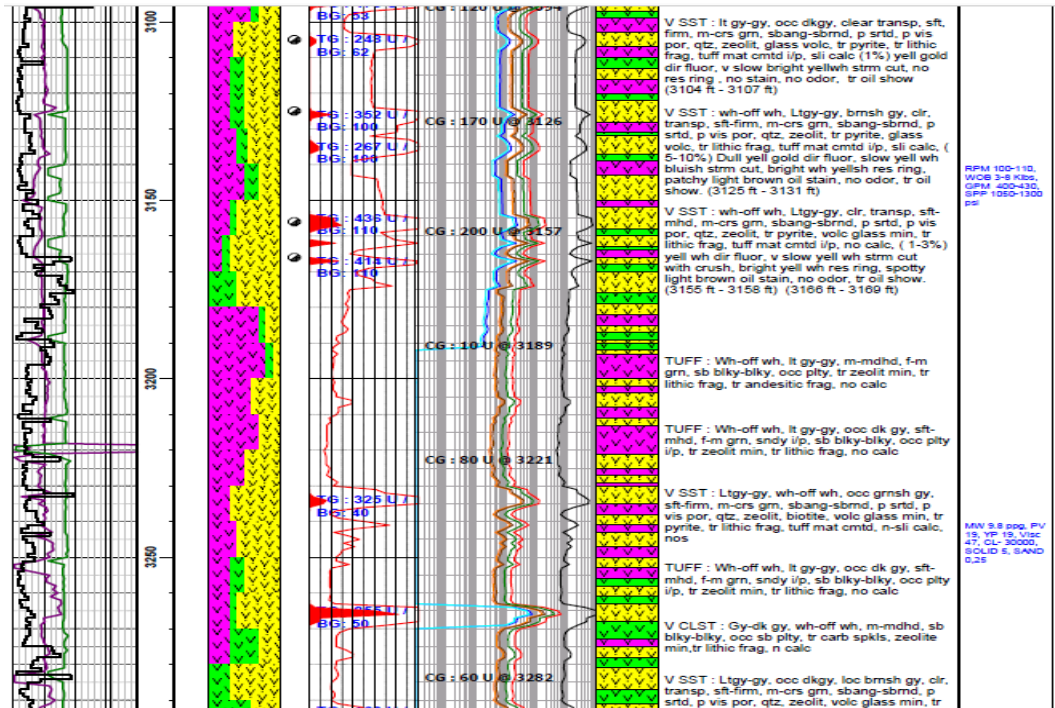 CG : 120 U @ 3094
BG : 53
3100
TG : 248 U /
BG : 62
V SST : lt gy-gy, occ dkgy, clear transp, sft,
firm, m-crs grn, sbang-sbrnd, p srtd, p vis
por, qtz, zeolit, glass volc, tr pyrite, tr lithic
frag, tuff mat cmtd i/p, sli calc (1%) yell gold
dir fluor, v slow bright yellwh strm cut, no
res ring , no stain, no odor, tr oil show
(3104 ft - 3107 ft)
TG : 352 U /
BG : 100
CG : 170 U @ 3126
TG : 267 U /
BG : 100
V SST : wh-off wh, Ltgy-gy, brnsh gy, clr,
transp, sft-firm, m-crs grn, sbang-sbrnd, p
srtd, p vis por, qtz, zeolit, tr pyrite, glass
volc, tr lithic frag, tuff mat cmtd i/p, sli calc, (
5-10%) Dull yell gold dir fluor, slow yell wh
bluish strm cut, bright wh yellsh res ring,
patchy light brown oil stain, no odor, tr oil
show. (3125 ft - 3131 ft)
3150
RPM 100-110,
WOB 3-8 Klbs,
GPM 400-430,
SPP 1050-1300
psi
TG : 436 U /
BG: 110
CG : 200 U @ 3157
TG : 414 U /
BG: 110
V SST : wh-off wh, Ltgy-gy, clr, transp, sft-
mhd, m-crs grn, sbang-sbrnd, p srtd, p vis
por, qtz, zeolit, tr pyrite, volc glass min, tr
lithic frag, tuff mat cmtd i/p, no calc, ( 1-3%)
yell wh dir fluor, v slow yell wh strm cut
with crush, bright yell wh res ring, spotty
light brown oil stain, no odor, tr oil show.
(3155 ft - 3158 ft) (3166 ft - 3169 ft)
CG : 10 U @ 3189
3200
TUFF : Wh-off wh, lt gy-gy, m-mdhd, f-m
grn, sb blky-blky, occ plty, tr zeolit min, tr
lithic frag, tr andesitic frag, no calc
CG : 80 U @ 3221
TUFF : Wh-off wh, lt gy-gy, occ dk gy, sft-
mhd, f-m grn, sndy i/p, sb blky-blky, occ plty
i/p, tr zeolit min, tr lithic frag, no calc
TG : 325 U /
BG : 40
V SST : Ltgy-gy, wh-off wh, occ grnsh gy,
sft-firm, m-crs grn, sbang-sbrnd, p srtd, p
vis por, qtz, zeolit, biotite, volc glass min, tr
pyrite, tr lithic frag, tuff mat cmtd, n-sli calc,
nos
3250
MW 9.8 ppg, PV
19, YP 19, Visc
47, CL- 30000,
SOLID 5, SAND
0,25
TUFF : Wh-off wh, lt gy-gy, occ dk gy, sft-
mhd, f-m grn, sndy i/p, sb blky-blky, occ plty
i/p, tr zeolit min, tr lithic frag, no calc
U /
BG : 50
V CLST : Gy-dk gy, wh-off wh, m-mdhd, sb
blky-blky, occ sb plty, tr carb spkls, zeolite
min,tr lithic frag, n calc
CG : 60 U @ 3282
V SST : Ltgy-gy, occ dkgy, loc brnsh gy, clr,
transp, sft-firm, m-crs grn, sbang-sbrnd, p
srtd, p vis por, qtz, zeolit, volc glass min, tr